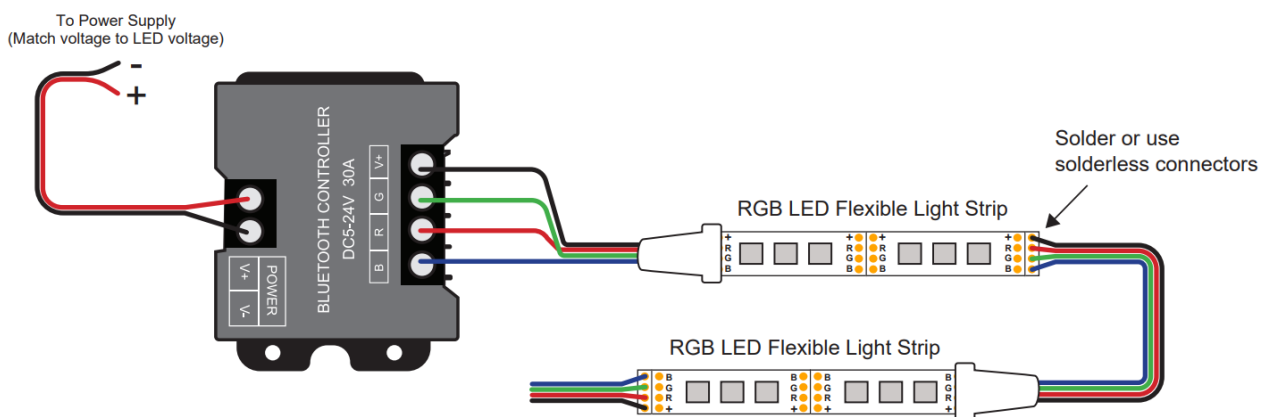 To Power Supply
(Match voltage to LED voltage)
-
+
BLUETOOTH CONTROLLER
DC5-24V 30A
V+
G
R
B
POWER
V+
V-
Solder or use
solderless connectors
RGB LED Flexible Light Strip
+ + + + +
R R R R R
G G G G G
B B B B B
RGB LED Flexible Light Strip
B B B B
G G G G
R R R R
+ + + +